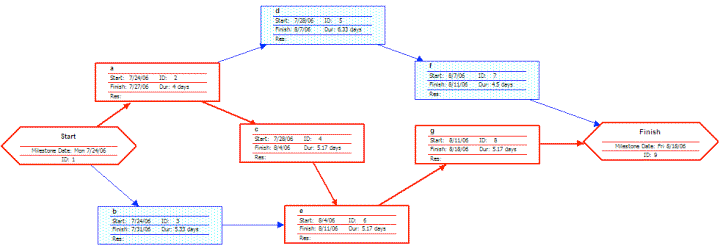 d
Start: 7/28/06 ID: 5
Finish: 8/7/06 Dur: 6.33 days
Res:
a
Start: 7/24/06 ID: 2
Finish: 7/27/06 Dur: 4 days
Res:
f
Start: 8/7/06 ID: 7
Finish: 8/11/06 Dur: 4.5 days
Res:
Start
Milestone Date: Mon 7/24/06
ID: 1
c
Start: 7/28/06 ID: 4
Finish: 8/4/06 Dur: 5.17 days
Res:
g
Start: 8/11/06 ID: 8
Finish: 8/18/06 Dur: 5.17 days
Res:
Finish
Milestone Date: Fri 8/18/06
ID: 9
b
Start: 7/24/06 ID: 3
Finish: 7/31/06 Dur: 5.33 days
Res:
e
Start: 8/4/06 ID: 6
Finish: 8/11/06 Dur: 5.17 days
Res: